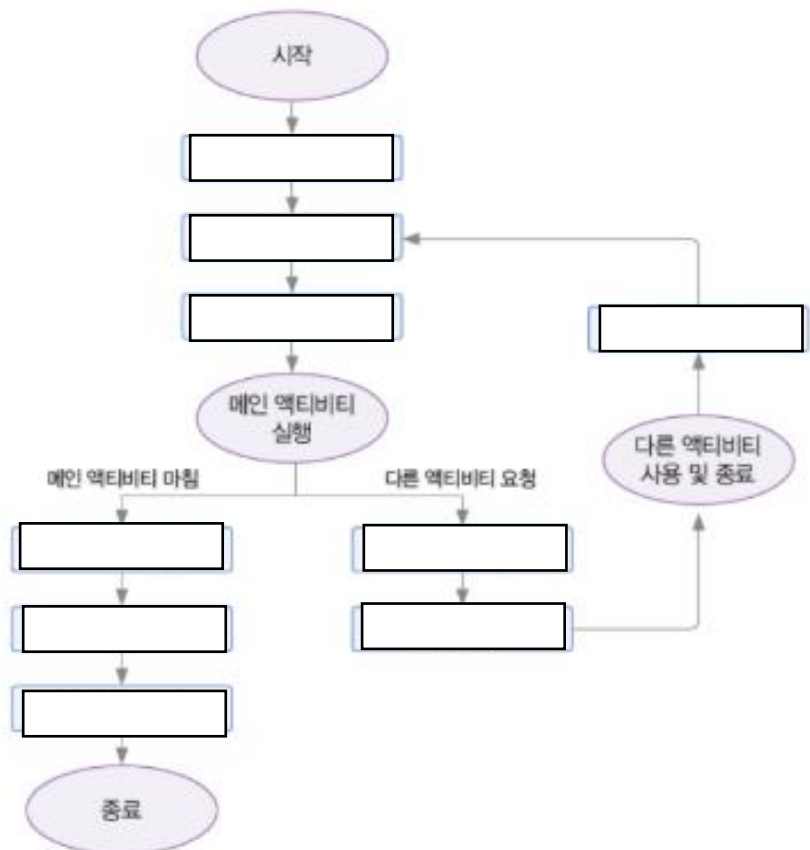 시작
메인 액티비티
실행
메인 액티비티 마침
다른 액티비티 요청
다른 액티비티
사용 및 종료
종료